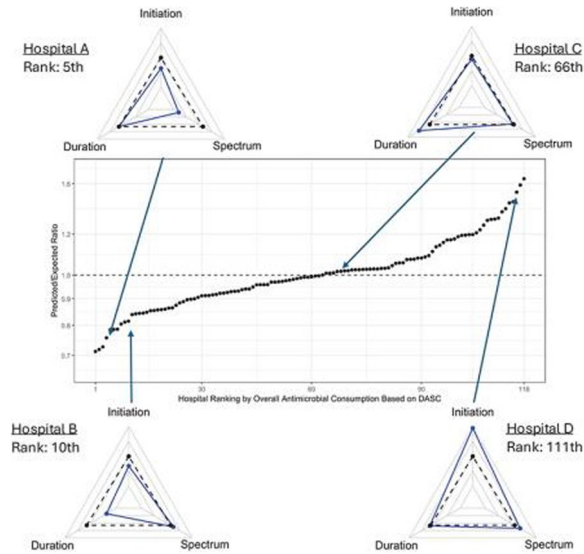 Initiation
Hospital A
Rank: 5th
Duration
Spectrum
Initiation
Hospital C
Rank: 66th
Duration
Spectrum
Predicted/Expected Ratio
1.6
1.2
1.0
0.9
0.8
0.7
1
30
60
90
118
Hospital Ranking by Overall Antimicrobial Consumption Based on DASC
Initiation
Hospital B
Rank: 10th
Duration
Spectrum
Initiation
Hospital D
Rank: 111th
Duration
Spectrum